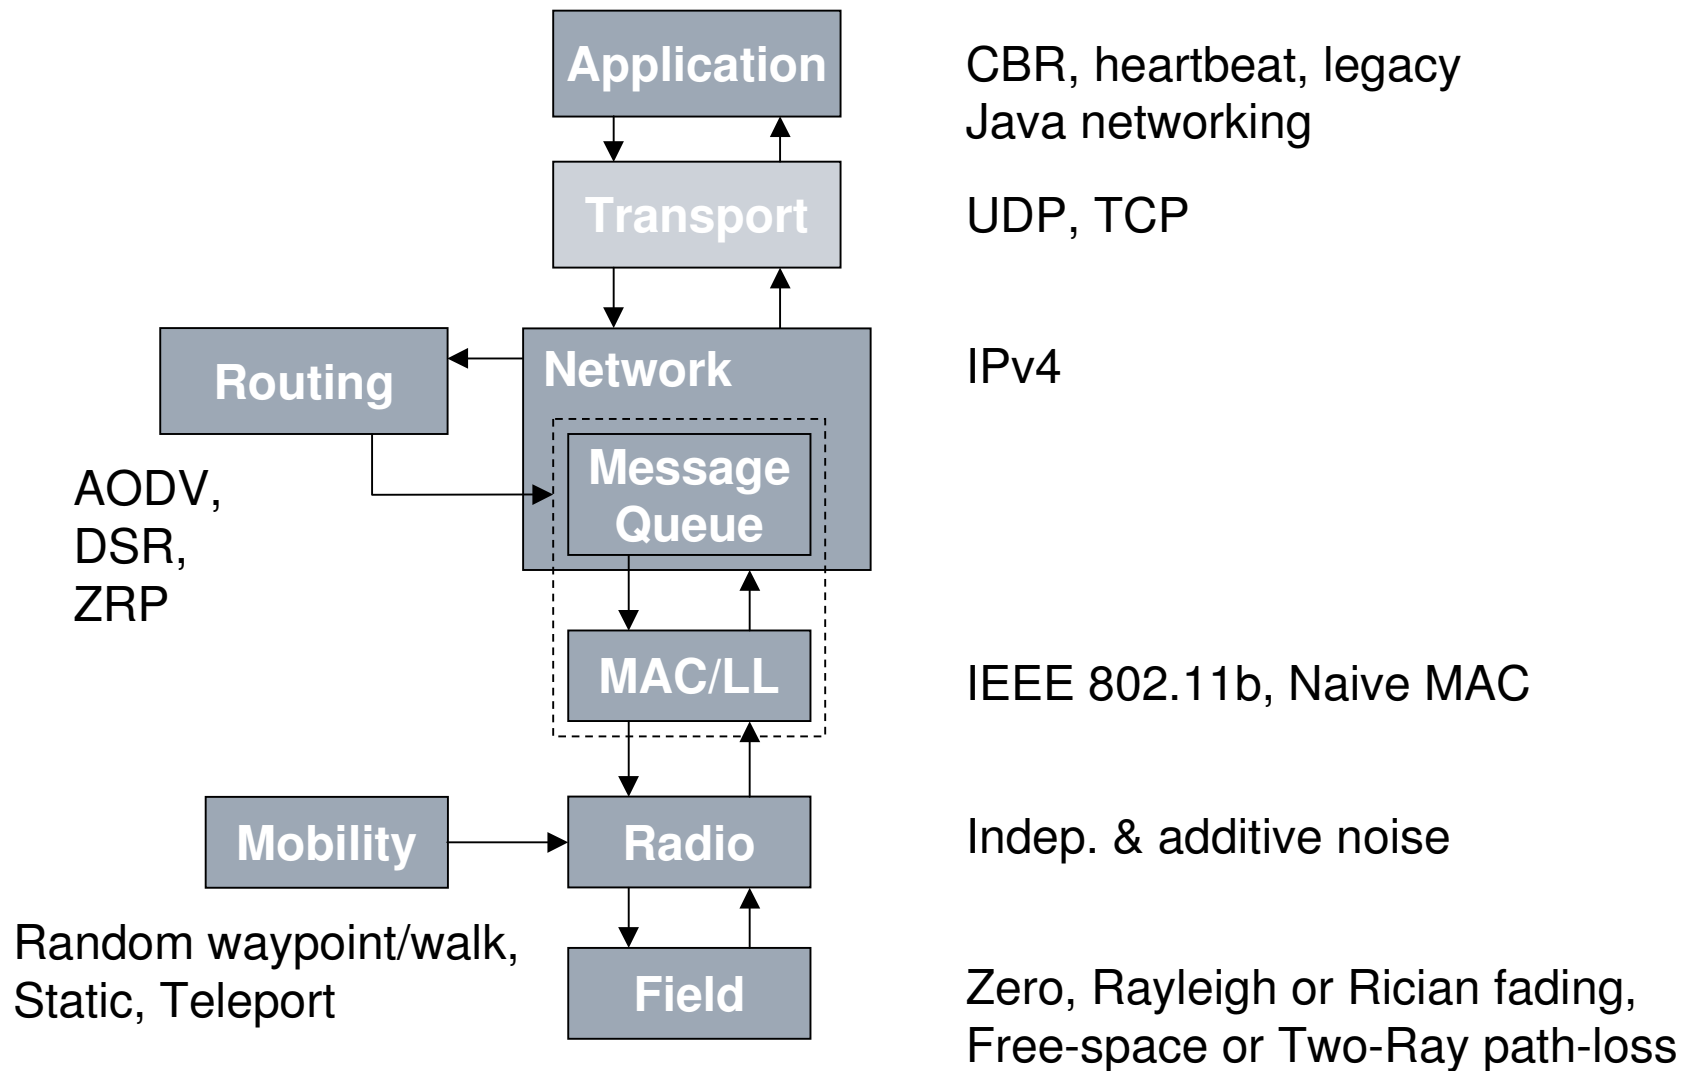 Application
CBR, heartbeat, legacy
Java networking
Transport
UDP, TCP
Routing
Network
IPv4
AODV,
DSR,
ZRP
Message
Queue
MAC/LL
IEEE 802.11b, Naive MAC
Mobility
Radio
Indep. & additive noise
Random waypoint/walk,
Static, Teleport
Field
Zero, Rayleigh or Rician fading,
Free-space or Two-Ray path-loss